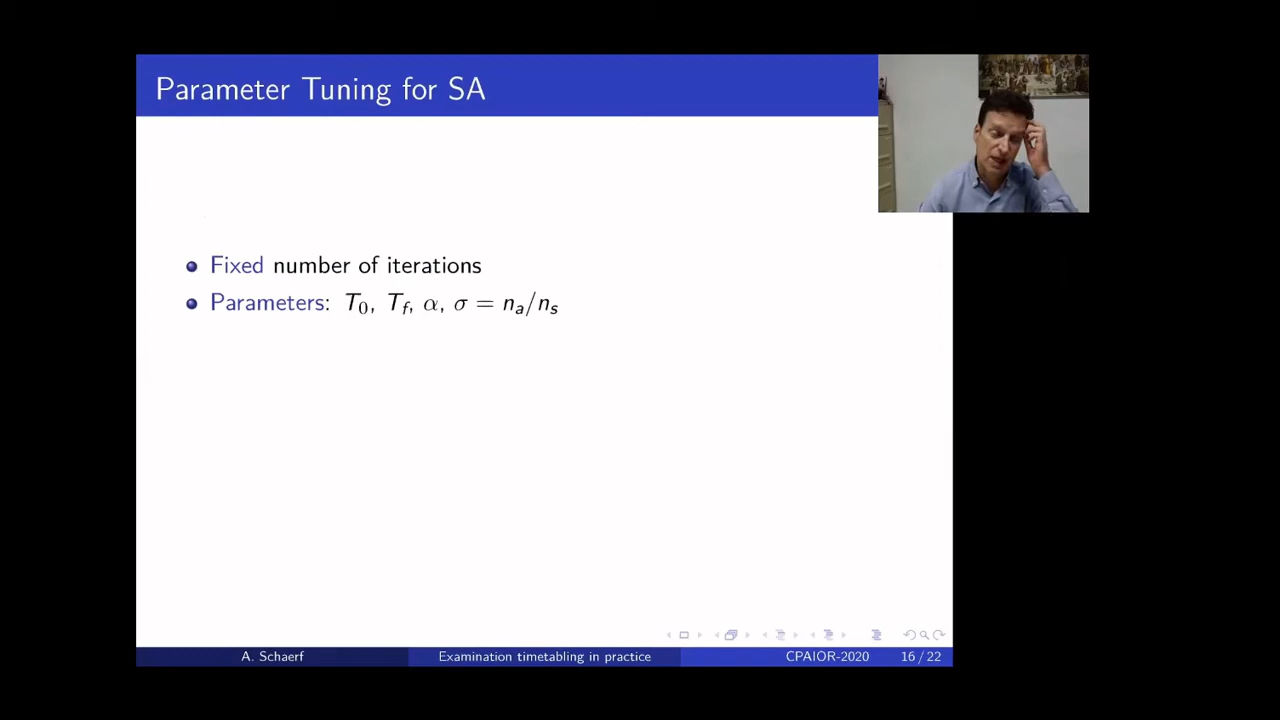 Parameter Tuning for SA
Fixed number of iterations
Parameters: T₀, T_f, α, σ = nₐ/nₛ
A. Schaerf
Examination timetabling in practice
CPAIOR-2020
16 / 22